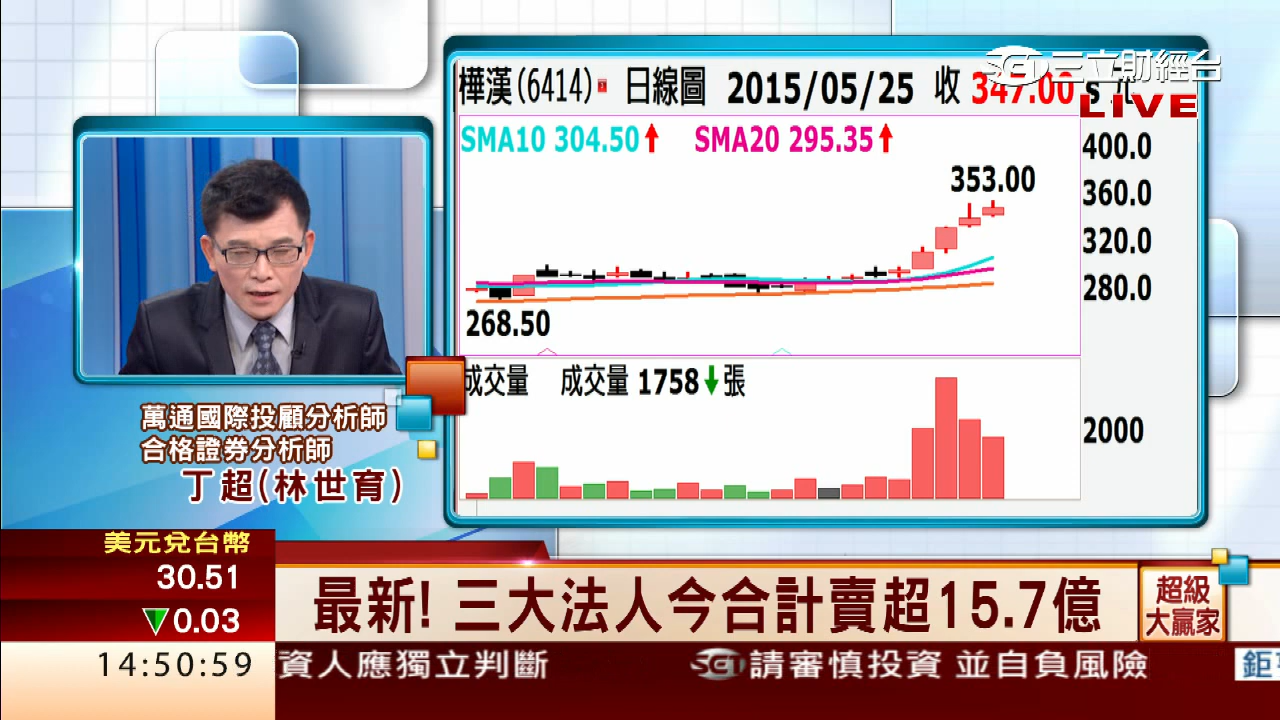 樺漢(6414) 日線圖 2015/05/25 收 347.00 s 元
SET 三立財經台
LIVE
SMA10 304.50↑ SMA20 295.35↑
400.0
353.00
360.0
320.0
280.0
268.50
成交量 成交量 1758↓張
2000
萬通國際投顧分析師
合格證券分析師
丁超(林世育)
美元兌台幣
30.51
▼0.03
最新! 三大法人今合計賣超15.7億
超級
大贏家
14:50:59
資人應獨立判斷 SET 請審慎投資 並自負風險 鉅